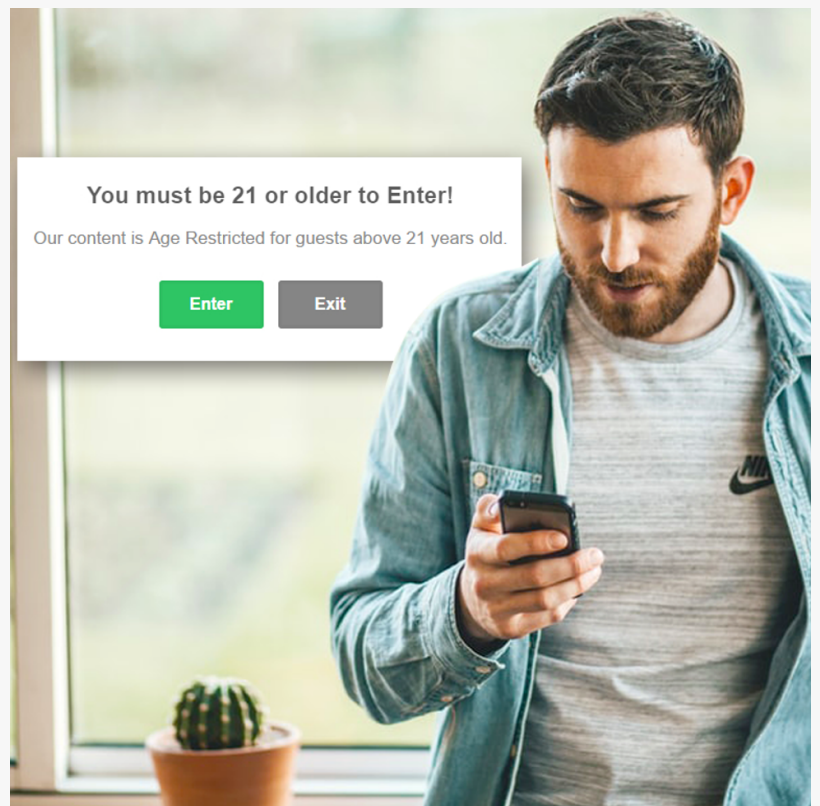 You must be 21 or older to Enter!
Our content is Age Restricted for guests above 21 years old.
Enter
Exit